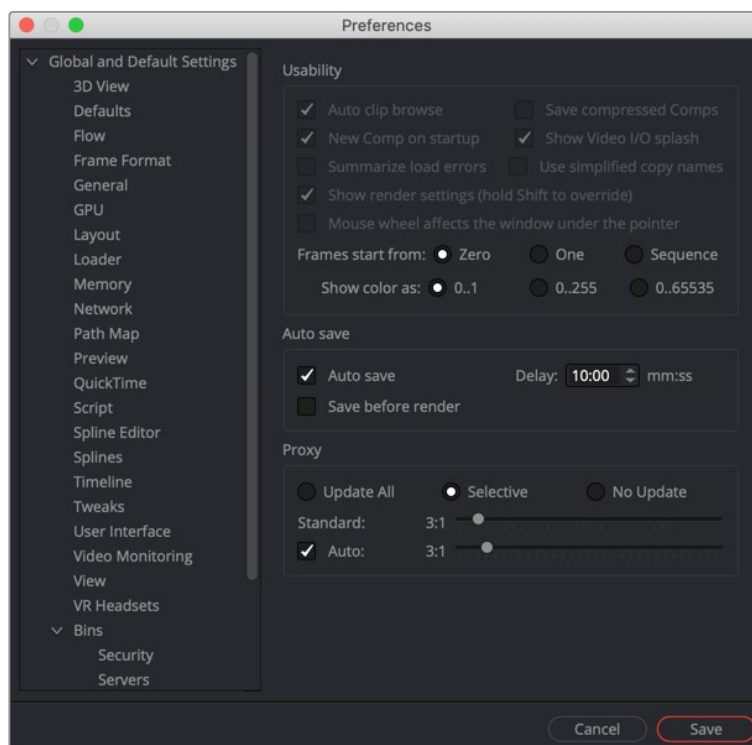 Preferences
Global and Default Settings
3D View
Defaults
Flow
Frame Format
General
GPU
Layout
Loader
Memory
Network
Path Map
Preview
QuickTime
Script
Spline Editor
Splines
Timeline
Tweaks
User Interface
Video Monitoring
View
VR Headsets
Bins
Security
Servers
Usability
Auto clip browse Save compressed Comps
New Comp on startup Show Video I/O splash
Summarize load errors Use simplified copy names
Show render settings (hold Shift to override)
Mouse wheel affects the window under the pointer
Frames start from: Zero One Sequence
Show color as: 0..1 0..255 0..65535
Auto save
Auto save Delay: 10:00 mm:ss
Save before render
Proxy
Update All Selective No Update
Standard: 3:1
Auto: 3:1
Cancel Save